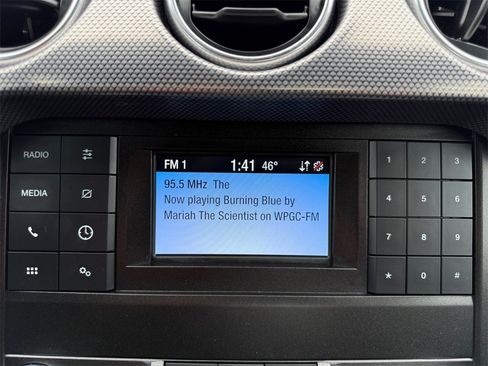 FM 1 1:41 46°
95.5 MHz The
Now playing Burning Blue by
Mariah The Scientist on WPGC-FM
RADIO
MEDIA
1 2 3
4 5 6
7 8 9
* 0 #